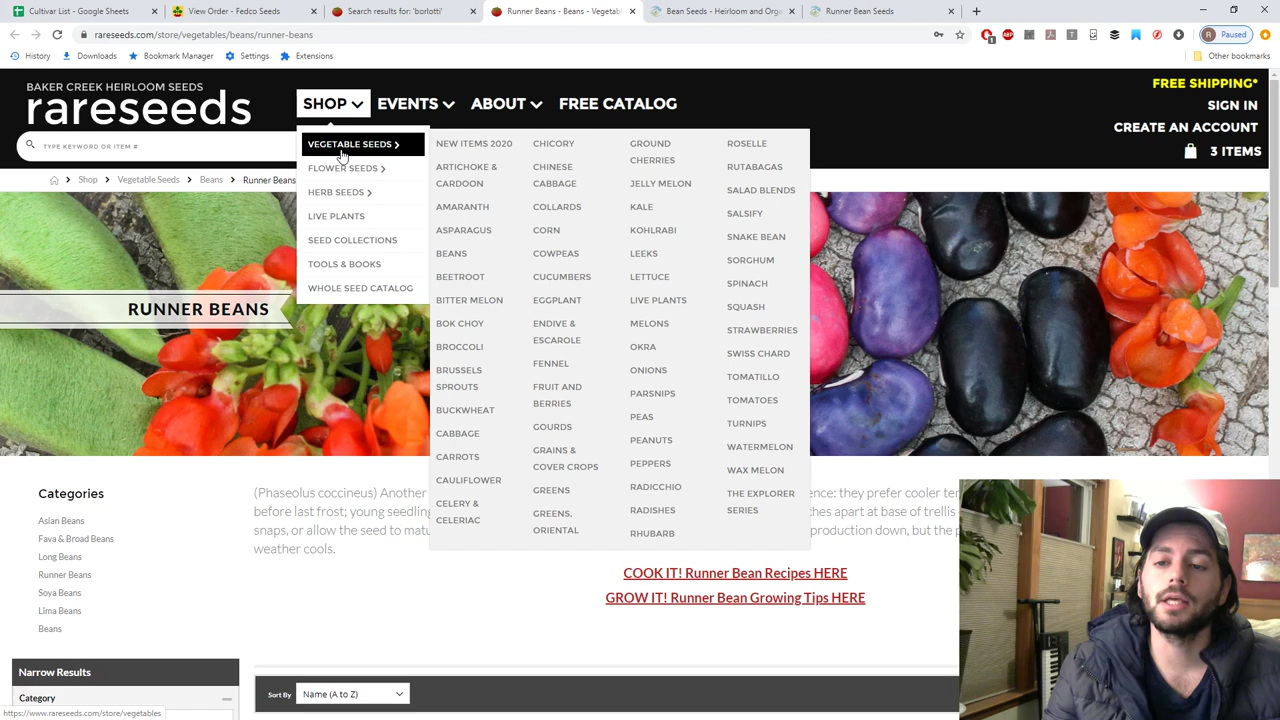 Cultivar List - Google Sheets
View Order - Fedco Seeds
Search results for: 'borlotti'
Runner Beans - Beans - Vegetab
Bean Seeds - Heirloom and Orga
Runner Bean Seeds
rareseeds.com/store/vegetables/beans/runner-beans
Paused
History Downloads Bookmark Manager Settings Extensions Other bookmarks
BAKER CREEK HEIRLOOM SEEDS
rareseeds
SHOP EVENTS ABOUT FREE CATALOG
FREE SHIPPING*
SIGN IN
CREATE AN ACCOUNT
3 ITEMS
TYPE KEYWORD OR ITEM #
Shop > Vegetable Seeds > Beans > Runner Beans
VEGETABLE SEEDS >
FLOWER SEEDS >
HERB SEEDS >
LIVE PLANTS
SEED COLLECTIONS
TOOLS & BOOKS
WHOLE SEED CATALOG
NEW ITEMS 2020
ARTICHOKE &
CARDOON
AMARANTH
ASPARAGUS
BEANS
BEETROOT
BITTER MELON
BOK CHOY
BROCCOLI
BRUSSELS
SPROUTS
BUCKWHEAT
CABBAGE
CARROTS
CAULIFLOWER
CELERY &
CELERIAC
CHICORY
CHINESE
CABBAGE
COLLARDS
CORN
COWPEAS
CUCUMBERS
EGGPLANT
ENDIVE &
ESCAROLE
FENNEL
FRUIT AND
BERRIES
GOURDS
GRAINS &
COVER CROPS
GREENS
GREENS,
ORIENTAL
GROUND
CHERRIES
JELLY MELON
KALE
KOHLRABI
LEEKS
LETTUCE
LIVE PLANTS
MELONS
OKRA
ONIONS
PARSNIPS
PEAS
PEANUTS
PEPPERS
RADICCHIO
RADISHES
RHUBARB
ROSELLE
RUTABAGAS
SALAD BLENDS
SALSIFY
SNAKE BEAN
SORGHUM
SPINACH
SQUASH
STRAWBERRIES
SWISS CHARD
TOMATILLO
TOMATOES
TURNIPS
WATERMELON
WAX MELON
THE EXPLORER
SERIES
RUNNER BEANS
Categories
Asian Beans
Fava & Broad Beans
Long Beans
Runner Beans
Soya Beans
Lima Beans
Beans
(Phaseolus coccineus) Another ence: they prefer cooler
before last frost; young seedling ches apart at base of trellis
snaps, or allow the seed to production down, but the
weather cools.
COOK IT! Runner Bean Recipes HERE
GROW IT! Runner Bean Growing Tips HERE
Narrow Results
Category
Sort By Name (A to Z)
https://www.rareseeds.com/store/vegetables